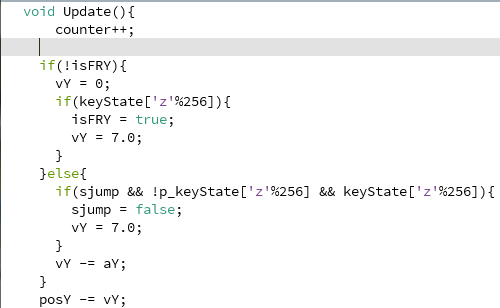 void Update(){
counter++;
if(!isFRY){
vY = 0;
if(keyState['z'%256]){
isFRY = true;
vY = 7.0;
}
}else{
if(sjump && !p_keyState['z'%256] && keyState['z'%256]){
sjump = false;
vY = 7.0;
}
vY -= aY;
}
posY -= vY;